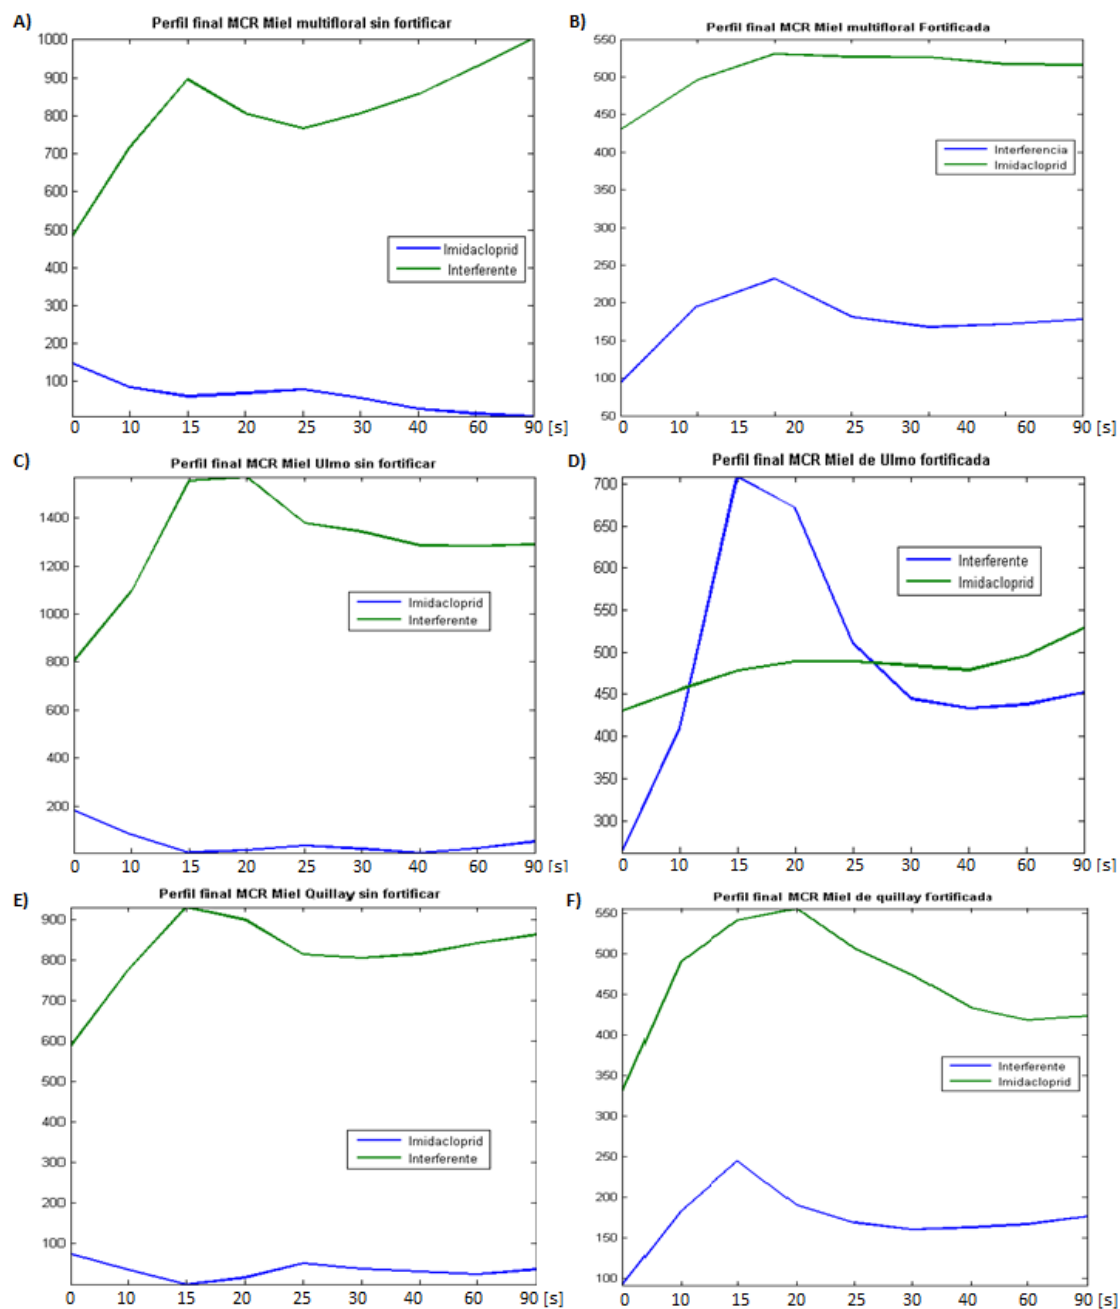 A) Perfil final MCR Miel multifloral sin fortificar
1000
900
800
700
600
500
400
300
200
100
Imidacloprid
Interferente
0 10 15 20 25 30 40 60 90 [s]
B) Perfil final MCR Miel multifloral Fortificada
550
500
450
400
350
300
250
200
150
100
50
Interferencia
Imidacloprid
0 10 15 20 25 40 60 90 [s]
C) Perfil final MCR Miel Ulmo sin fortificar
1400
1200
1000
800
600
400
200
Imidacloprid
Interferente
0 10 15 20 25 30 40 60 90 [s]
D) Perfil final MCR Miel de Ulmo fortificada
700
650
600
550
500
450
400
350
300
Interferente
Imidacloprid
0 10 15 20 25 30 40 60 90 [s]
E) Perfil final MCR Miel Quillay sin fortificar
900
800
700
600
500
400
300
200
100
Imidacloprid
Interferente
0 10 15 20 25 30 40 60 90 [s]
F) Perfil final MCR Miel de quillay fortificada
550
500
450
400
350
300
250
200
150
100
Interferente
Imidacloprid
0 10 15 20 25 30 40 60 90 [s]